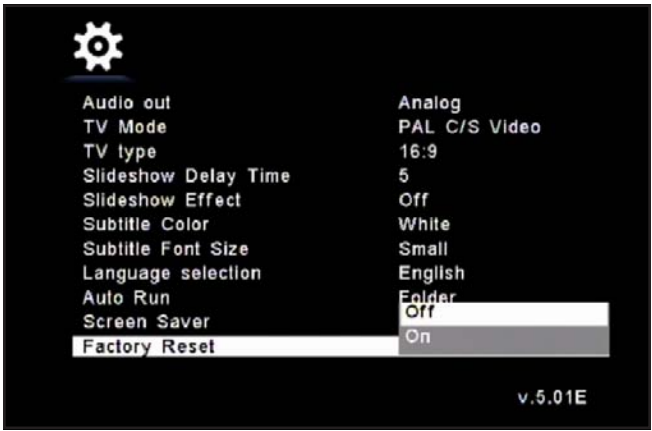 Audio out Analog
TV Mode PAL C/S Video
TV type 16:9
Slideshow Delay Time 5
Slideshow Effect Off
Subtitle Color White
Subtitle Font Size Small
Language selection English
Auto Run Folder
Off
Screen Saver
On
Factory Reset
v.5.01E